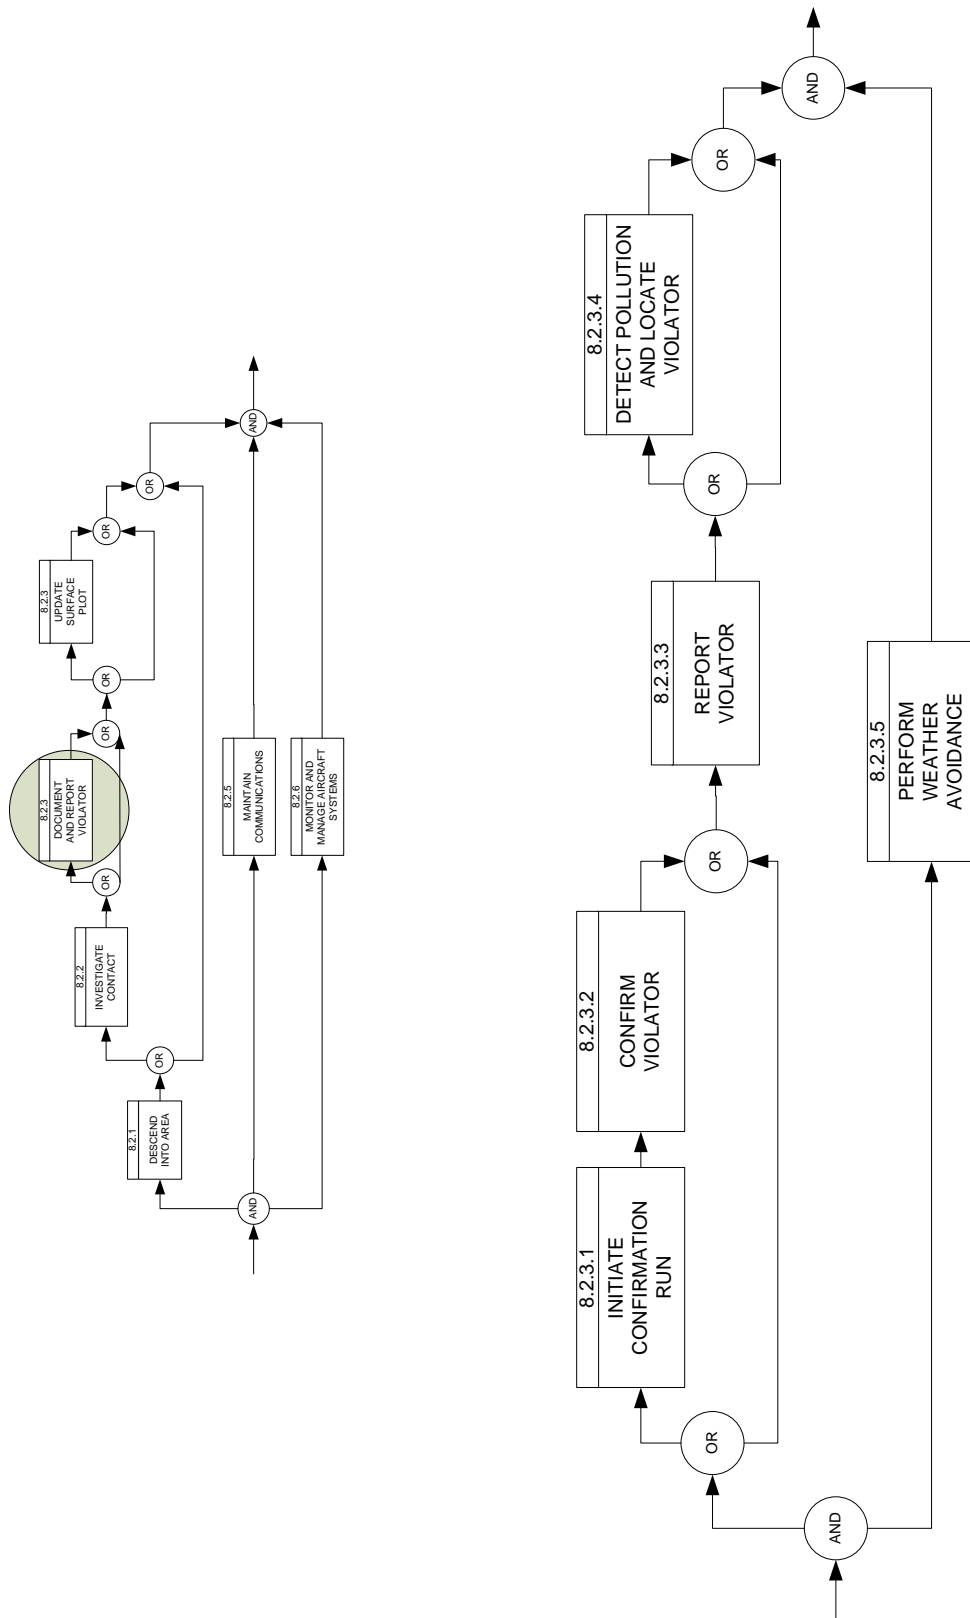 AND
8.2.1
DESCEND
INTO AREA
OR
8.2.2
INVESTIGATE
CONTACT
OR
8.2.3
DOCUMENT
AND REPORT
VIOLATOR
OR
OR
8.2.3
UPDATE
SURFACE
PLOT
OR
OR
8.2.5
MAINTAIN
COMMUNICATIONS
8.2.6
MONITOR AND
MANAGE AIRCRAFT
SYSTEMS
AND
AND
OR
8.2.3.1
INITIATE
CONFIRMATION
RUN
8.2.3.2
CONFIRM
VIOLATOR
OR
8.2.3.3
REPORT
VIOLATOR
OR
8.2.3.4
DETECT POLLUTION
AND LOCATE
VIOLATOR
OR
8.2.3.5
PERFORM
WEATHER
AVOIDANCE
AND